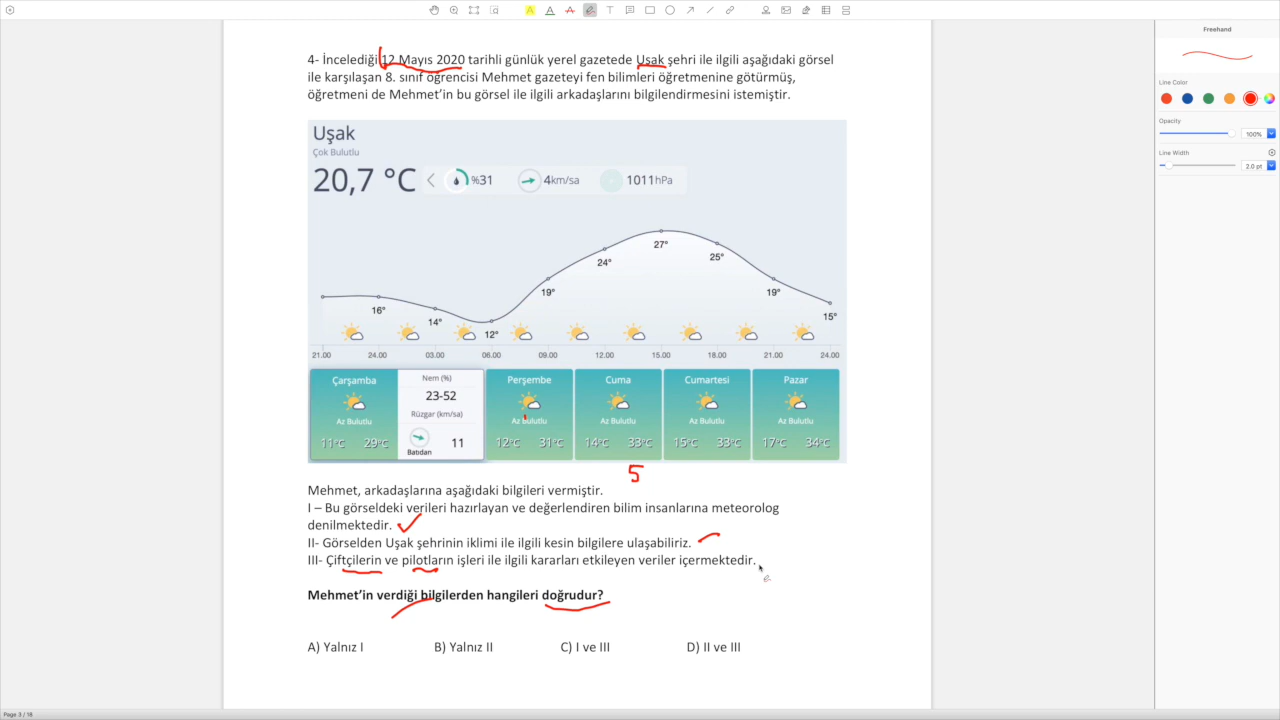 Freehand
Line Color
Opacity
100%
Line Width
2.0 pt
4- İncelediği 12 Mayıs 2020 tarihli günlük yerel gazetede Uşak şehri ile ilgili aşağıdaki görsel
ile karşılaşan 8. sınıf öğrencisi Mehmet gazeteyi fen bilimleri öğretmenine götürmüş,
öğretmeni de Mehmet'in bu görsel ile ilgili arkadaşlarını bilgilendirmesini istemiştir.
Uşak
Çok Bulutlu
20,7 °C %31 4km/sa 1011hPa
16° 14° 12° 19° 24° 27° 25° 19° 15°
21.00 24.00 03.00 06.00 09.00 12.00 15.00 18.00 21.00 24.00
Çarşamba
Az Bulutlu
11°C 29°C
Nem (%)
23-52
Rüzgar (km/sa)
11
Batıdan
Perşembe
Az Bulutlu
12°C 31°C
Cuma
Az Bulutlu
14°C 33°C
Cumartesi
Az Bulutlu
15°C 33°C
Pazar
Az Bulutlu
17°C 34°C
5
Mehmet, arkadaşlarına aşağıdaki bilgileri vermiştir.
I – Bu görseldeki verileri hazırlayan ve değerlendiren bilim insanlarına meteorolog
denilmektedir.
II- Görselden Uşak şehrinin iklimi ile ilgili kesin bilgilere ulaşabiliriz.
III- Çiftçilerin ve pilotların işleri ile ilgili kararları etkileyen veriler içermektedir.
Mehmet'in verdiği bilgilerden hangileri doğrudur?
A) Yalnız I B) Yalnız II C) I ve III D) II ve III
Page 3 / 16